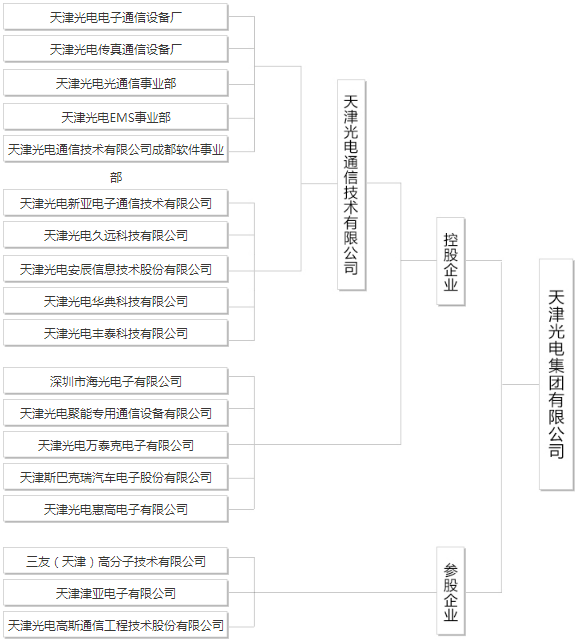 天津光电电子通信设备厂
天津光电传真通信设备厂
天津光电光通信事业部
天津光电EMS事业部
天津光电通信技术有限公司成都软件事业
部
天津光电新亚电子通信技术有限公司
天津光电久远科技有限公司
天津光电安辰信息技术股份有限公司
天津光电华典科技有限公司
天津光电丰泰科技有限公司
深圳市海光电子有限公司
天津光电聚能专用通信设备有限公司
天津光电万泰克电子有限公司
天津斯巴克瑞汽车电子股份有限公司
天津光电惠高电子有限公司
三友（天津）高分子技术有限公司
天津津亚电子有限公司
天津光电高斯通信工程技术股份有限公司
天津光电通信技术有限公司
控股企业
参股企业
天津光电集团有限公司